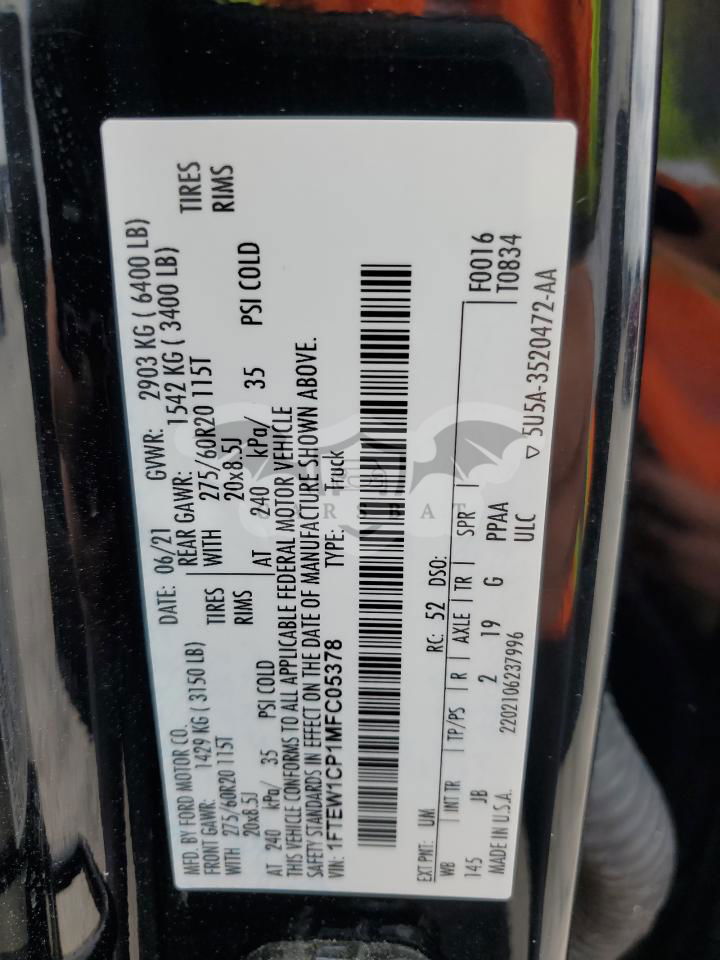 MFD. BY FORD MOTOR CO.
DATE: 06/21 GVWR: 2903 KG ( 6400 LB)
FRONT GAWR: 1429 KG ( 3150 LB)
REAR GAWR: 1542 KG ( 3400 LB)
WITH 275/60R20 115T TIRES
WITH 275/60R20 115T TIRES
20x8.5J RIMS
20x8.5J RIMS
AT 240 kPa/ 35 PSI COLD
AT 240 kPa/ 35 PSI COLD
THIS VEHICLE CONFORMS TO ALL APPLICABLE FEDERAL MOTOR VEHICLE
SAFETY STANDARDS IN EFFECT ON THE DATE OF MANUFACTURE SHOWN ABOVE.
VIN: 1FTEW1CP1MFC05378 TYPE: Truck
CARSBAT
EXT PNT: UM RC: 52 DSO:
WB INT TR TP/PS R AXLE TR SPR F0016
145 JB 2 19 G PPAA T0834
ULC
MADE IN U.S.A. 2202106237996 ▽ 5U5A-3520472-AA